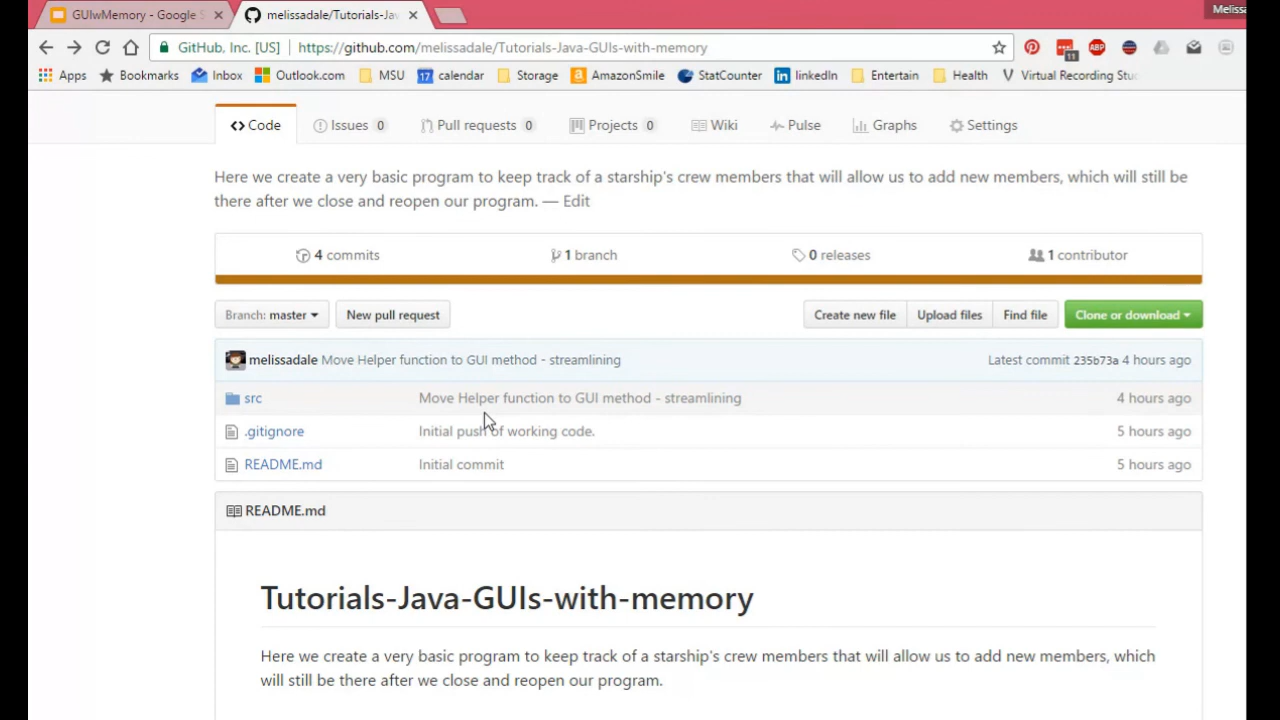 GUIwMemory - Google S
melissadale/Tutorials-Jav
Melissa
GitHub, Inc. [US] https://github.com/melissadale/Tutorials-Java-GUIs-with-memory
11 ABP
Apps Bookmarks Inbox Outlook.com MSU 17 calendar Storage a AmazonSmile StatCounter in linkedIn Entertain Health V Virtual Recording Stu
Code Issues 0 Pull requests 0 Projects 0 Wiki Pulse Graphs Settings
Here we create a very basic program to keep track of a starship's crew members that will allow us to add new members, which will still be
there after we close and reopen our program. — Edit
4 commits 1 branch 0 releases 1 contributor
Branch: master New pull request Create new file Upload files Find file Clone or download
melissadale Move Helper function to GUI method - streamlining Latest commit 235b73a 4 hours ago
src Move Helper function to GUI method - streamlining 4 hours ago
.gitignore Initial push of working code. 5 hours ago
README.md Initial commit 5 hours ago
README.md
Tutorials-Java-GUIs-with-memory
Here we create a very basic program to keep track of a starship's crew members that will allow us to add new members, which
will still be there after we close and reopen our program.